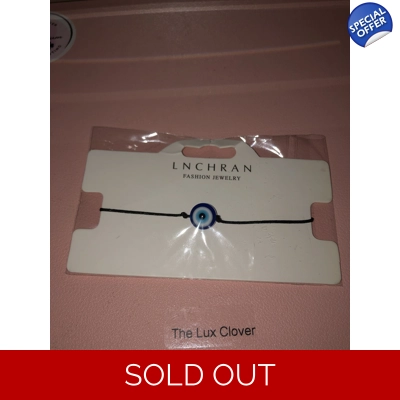 SPECIAL
OFFER
LNCHRAN
FASHION JEWELRY
The Lux Clover
SOLD OUT